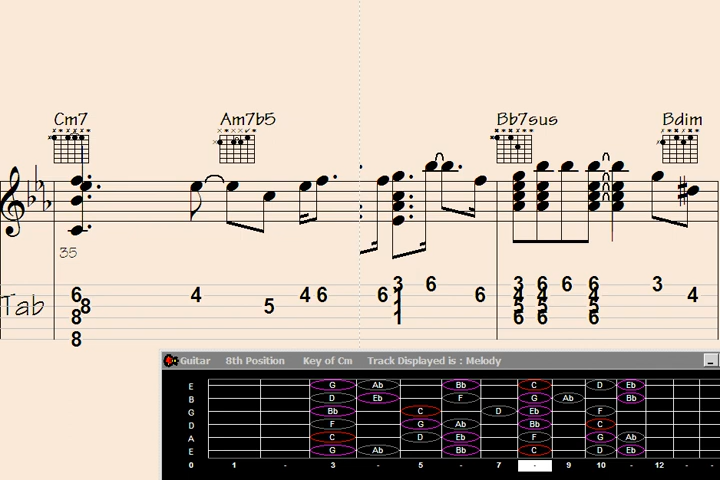 Cm7 Am7b5 Bb7sus Bdim
35
3 6 3 6 6 6 3
6 4 4 6 6 1 6 4 4 4 4
Tab 8 5 1 5 5 5
8 1 6 6 6
8
Guitar 8th Position Key of Cm Track Displayed is : Melody
E G Ab Bb C D Eb
B D Eb F G Ab Bb
G Bb C D Eb F
D F G Ab Bb C
A C D Eb F G Ab
E G Ab Bb C D Eb
0 1 - 3 - 5 - 7 - 9 10 - 12 - -